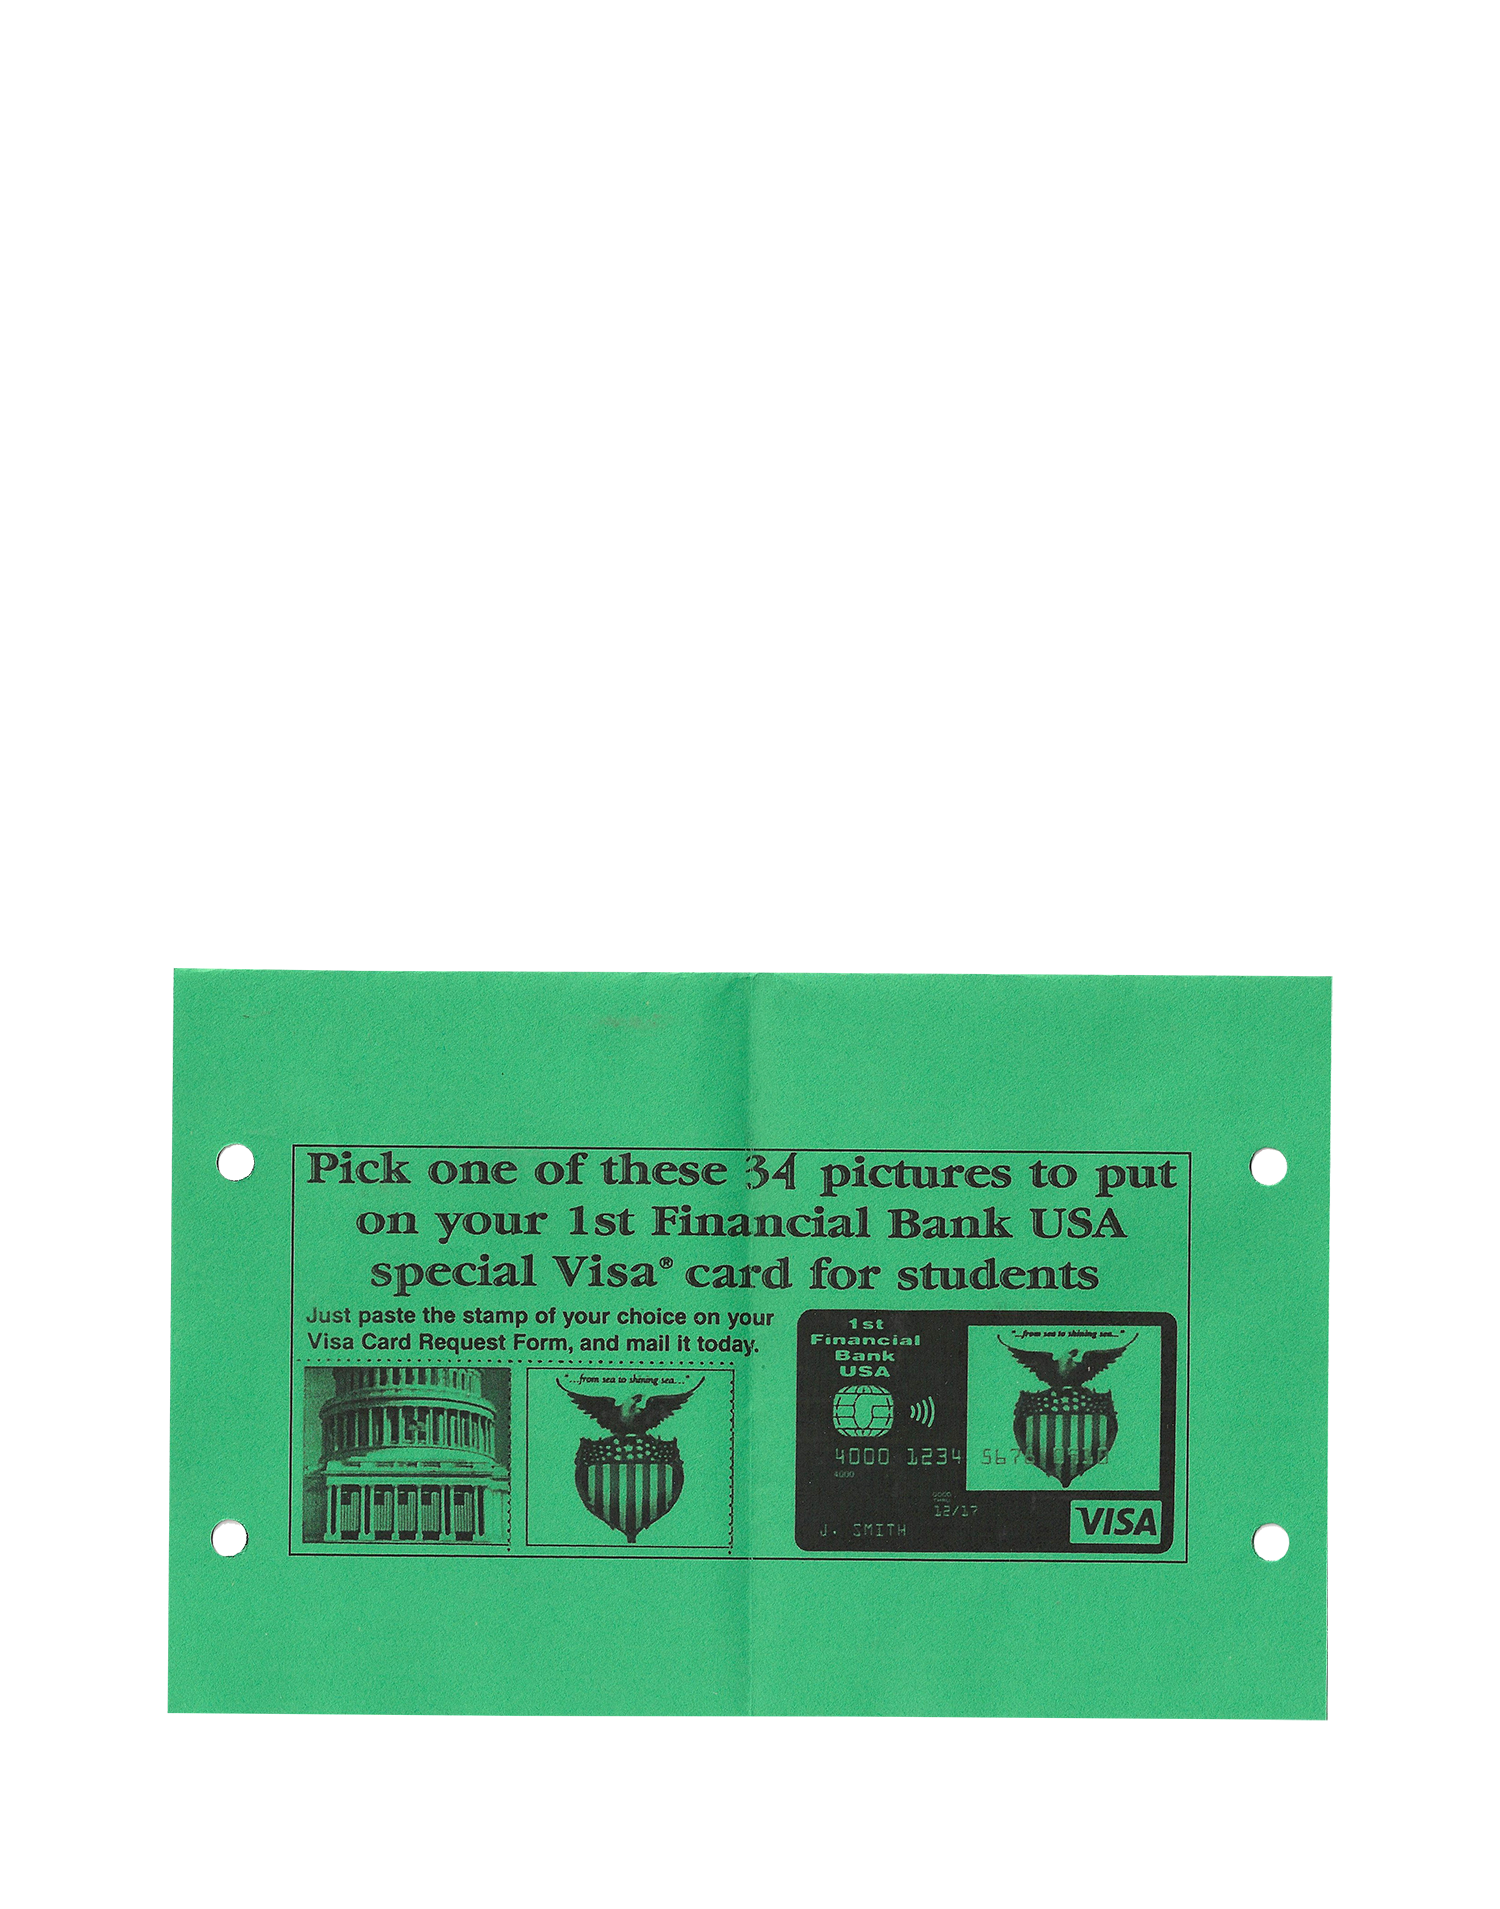 Pick one of these 34 pictures to put
on your 1st Financial Bank USA
special Visa® card for students
Just paste the stamp of your choice on your
Visa Card Request Form, and mail it today.
"...from sea to shining sea..."
1st
Financial
Bank
USA
"...from sea to shining sea..."
4000 1234 5678 0910
4000
GOOD
THRU
12/17
J. SMITH
VISA